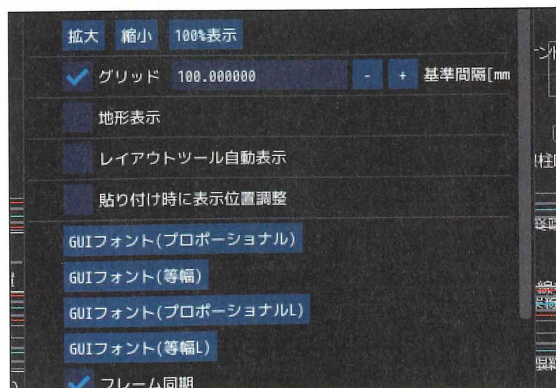 拡大 縮小 100%表示
グリッド 100.000000 - + 基準間隔[mm
地形表示
レイアウトツール自動表示
貼り付け時に表示位置調整
GUIフォント(プロポーショナル)
GUIフォント(等幅)
GUIフォント(プロポーショナルL)
GUIフォント(等幅L)
フレーム同期